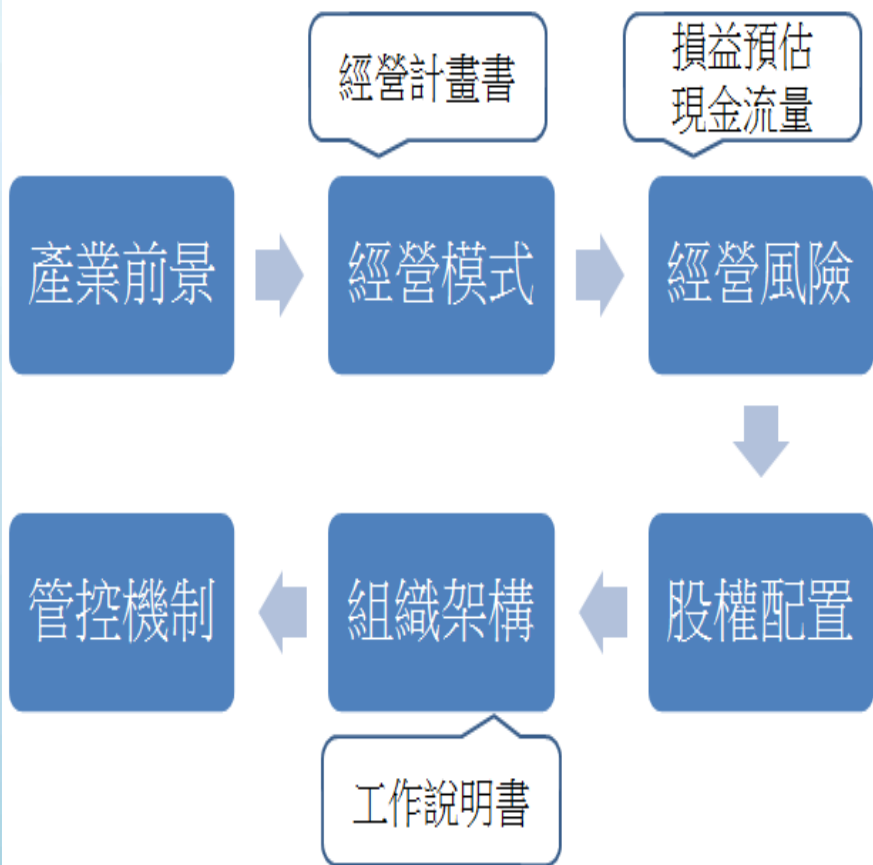 經營計畫書
損益預估
現金流量
產業前景
經營模式
經營風險
管控機制
組織架構
股權配置
工作說明書